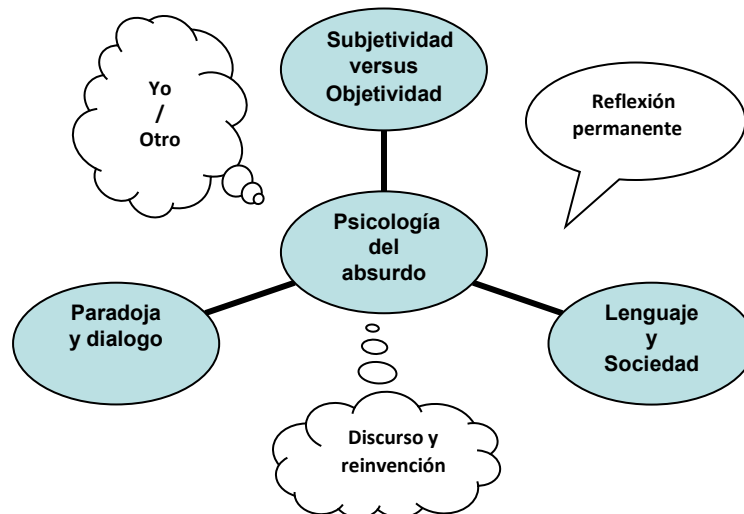 Subjetividad
versus
Objetividad
Yo
/
Otro
Reflexión
permanente
Psicología
del
absurdo
Paradoja
y dialogo
Lenguaje
y
Sociedad
Discurso y
reinvención